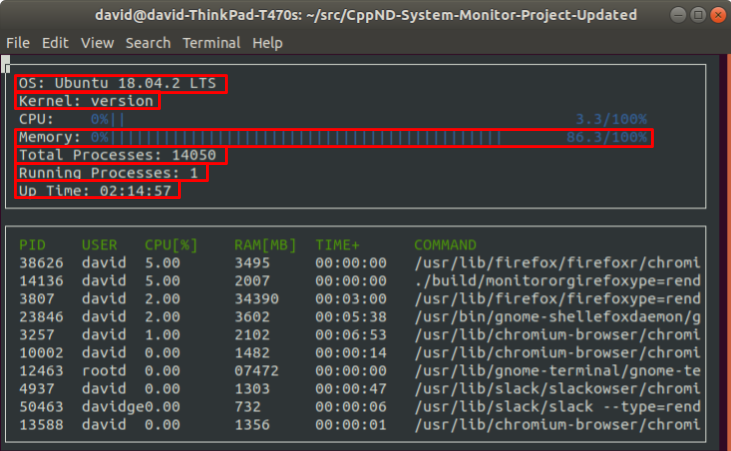 david@david-ThinkPad-T470s: ~/src/CppND-System-Monitor-Project-Updated
File Edit View Search Terminal Help
OS: Ubuntu 18.04.2 LTS
Kernel: version
CPU: 0%|| 3.3/100%
Memory: 0%|||||||||||||||||||||||||||||||||||||||||||| 86.3/100%
Total Processes: 14050
Running Processes: 1
Up Time: 02:14:57
PID USER CPU[%] RAM[MB] TIME+ COMMAND
38626 david 5.00 3495 00:00:00 /usr/lib/firefox/firefoxr/chromi
14136 david 5.00 2007 00:00:00 ./build/monitororgirefoxype=rend
3807 david 2.00 34390 00:03:00 /usr/lib/firefox/firefoxype=rend
23846 david 2.00 3602 00:05:38 /usr/bin/gnome-shellefoxdaemon/g
3257 david 1.00 2102 00:06:53 /usr/lib/chromium-browser/chromi
10002 david 0.00 1482 00:00:14 /usr/lib/chromium-browser/chromi
12463 rootd 0.00 07472 00:00:00 /usr/lib/gnome-terminal/gnome-te
4937 david 0.00 1303 00:00:47 /usr/lib/slack/slackowser/chromi
50463 davidge0.00 732 00:00:06 /usr/lib/slack/slack --type=rend
13588 david 0.00 1356 00:00:01 /usr/lib/chromium-browser/chromi